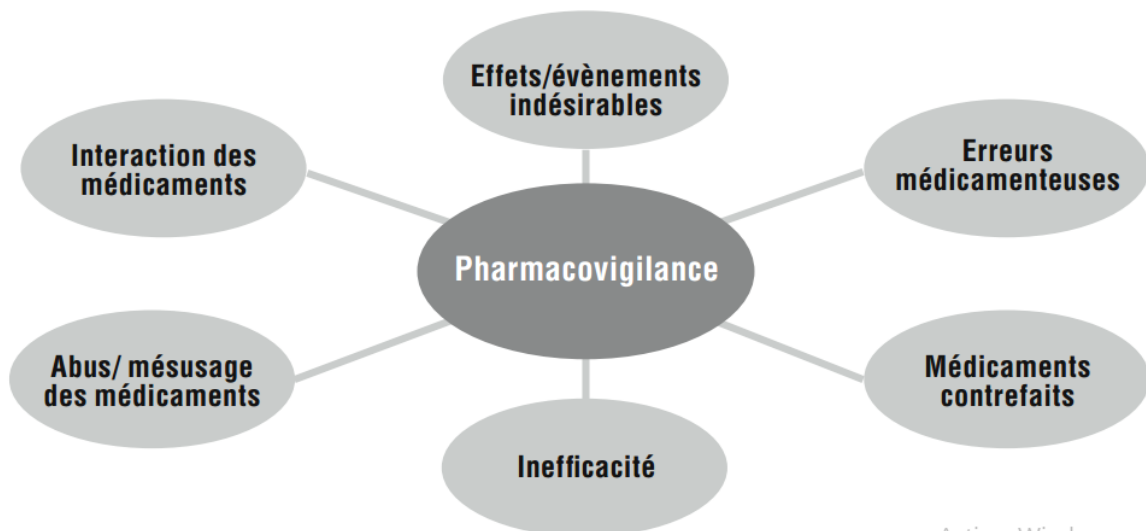 Effets/évènements
indésirables
Interaction des
médicaments
Erreurs
médicamenteuses
Pharmacovigilance
Abus/ mésusage
des médicaments
Médicaments
contrefaits
Inefficacité